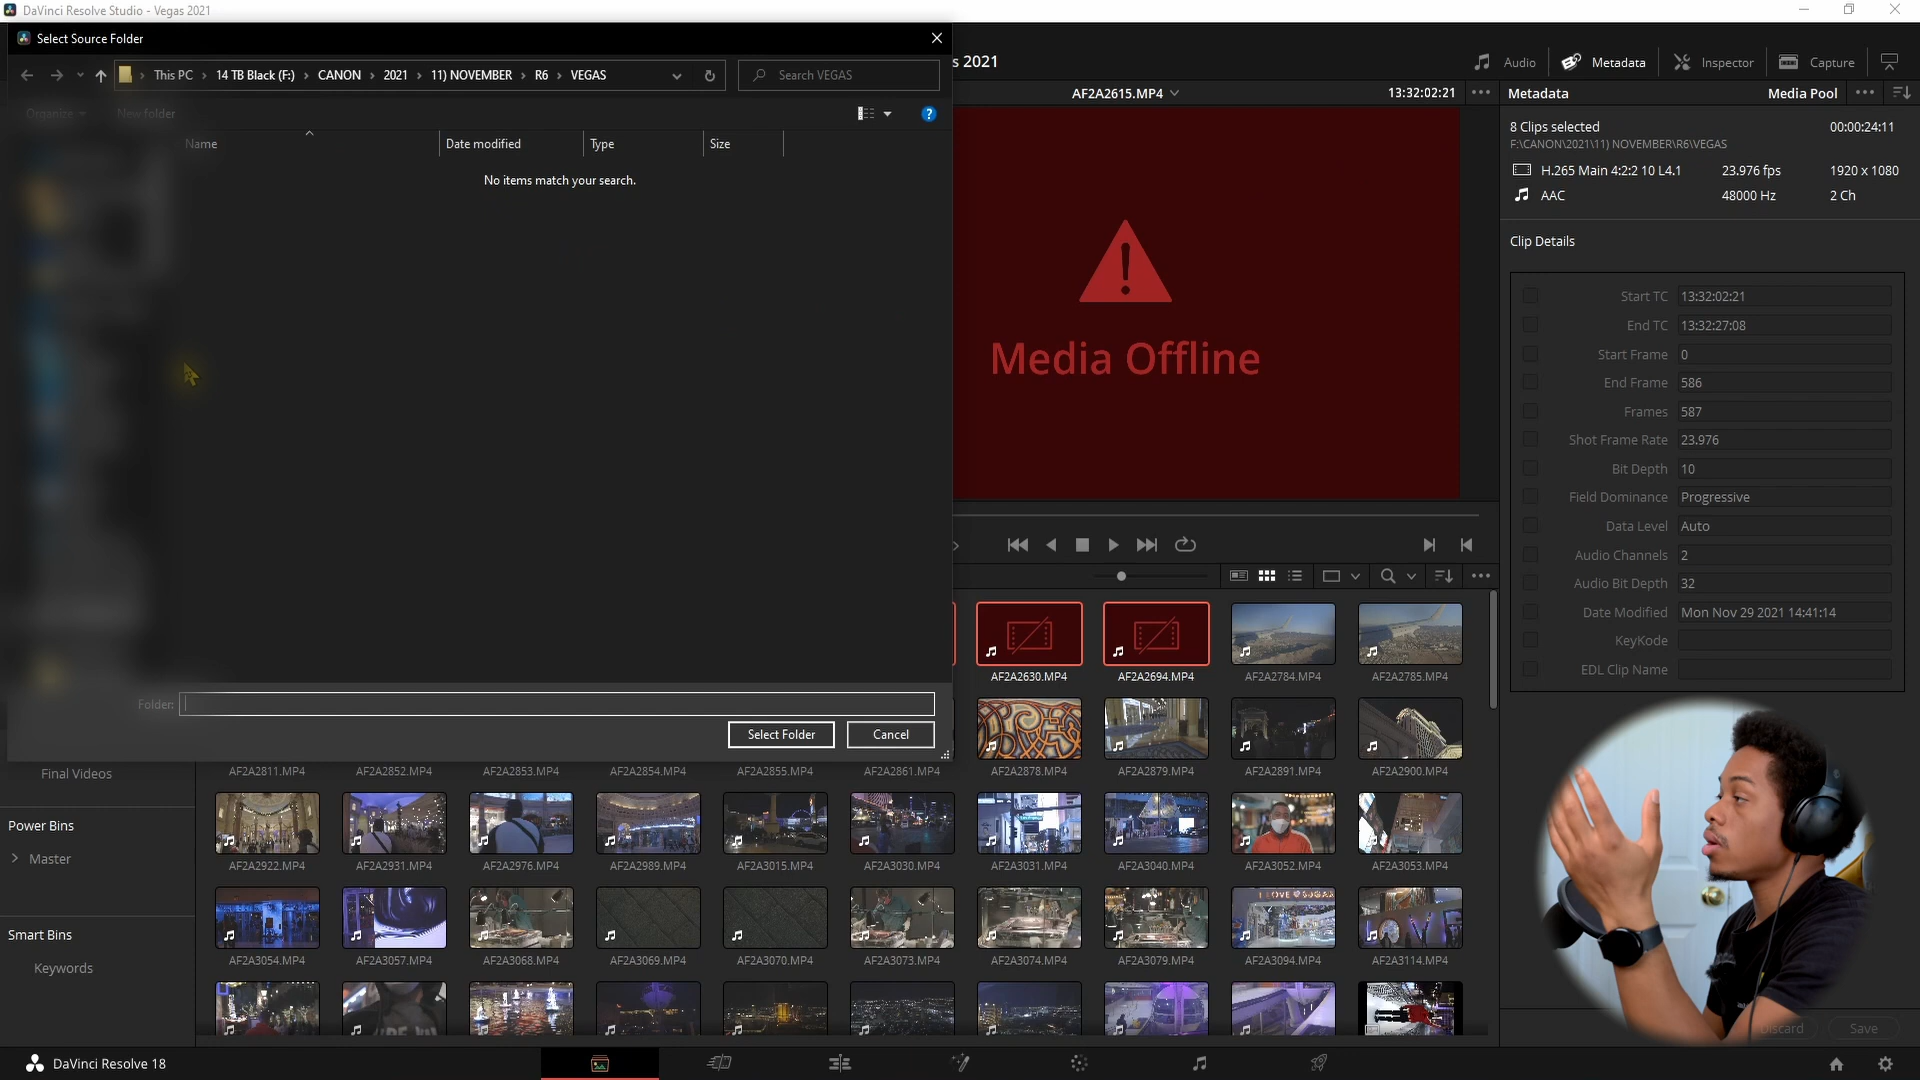 DaVinci Resolve Studio - Vegas 2021
Select Source Folder
This PC > 14 TB Black (F:) > CANON > 2021 > 11) NOVEMBER > R6 > VEGAS
Search VEGAS
Organize
New folder
?
Name
Date modified
Type
Size
No items match your search.
Folder:
Select Folder
Cancel
s 2021
Audio
Metadata
Inspector
Capture
AF2A2615.MP4
13:32:02:21
Metadata
Media Pool
8 Clips selected
00:00:24:11
F:\CANON\2021\11) NOVEMBER\R6\VEGAS
H.265 Main 4:2:2 10 L4.1
23.976 fps
1920 x 1080
AAC
48000 Hz
2 Ch
Clip Details
Start TC 13:32:02:21
End TC 13:32:27:08
Start Frame 0
End Frame 586
Frames 587
Shot Frame Rate 23.976
Bit Depth 10
Field Dominance Progressive
Data Level Auto
Audio Channels 2
Audio Bit Depth 32
Date Modified Mon Nov 29 2021 14:41:14
KeyKode
EDL Clip Name
Media Offline
AF2A2630.MP4
AF2A2694.MP4
AF2A2784.MP4
AF2A2785.MP4
AF2A2811.MP4
AF2A2852.MP4
AF2A2853.MP4
AF2A2854.MP4
AF2A2855.MP4
AF2A2861.MP4
AF2A2878.MP4
AF2A2879.MP4
AF2A2891.MP4
AF2A2900.MP4
AF2A2922.MP4
AF2A2931.MP4
AF2A2976.MP4
AF2A2989.MP4
AF2A3015.MP4
AF2A3030.MP4
AF2A3031.MP4
AF2A3040.MP4
AF2A3052.MP4
AF2A3053.MP4
I LOVE SUGAR
AF2A3054.MP4
AF2A3057.MP4
AF2A3068.MP4
AF2A3069.MP4
AF2A3070.MP4
AF2A3073.MP4
AF2A3074.MP4
AF2A3079.MP4
AF2A3094.MP4
AF2A3114.MP4
Final Videos
Power Bins
Master
Smart Bins
Keywords
Discard
Save
DaVinci Resolve 18